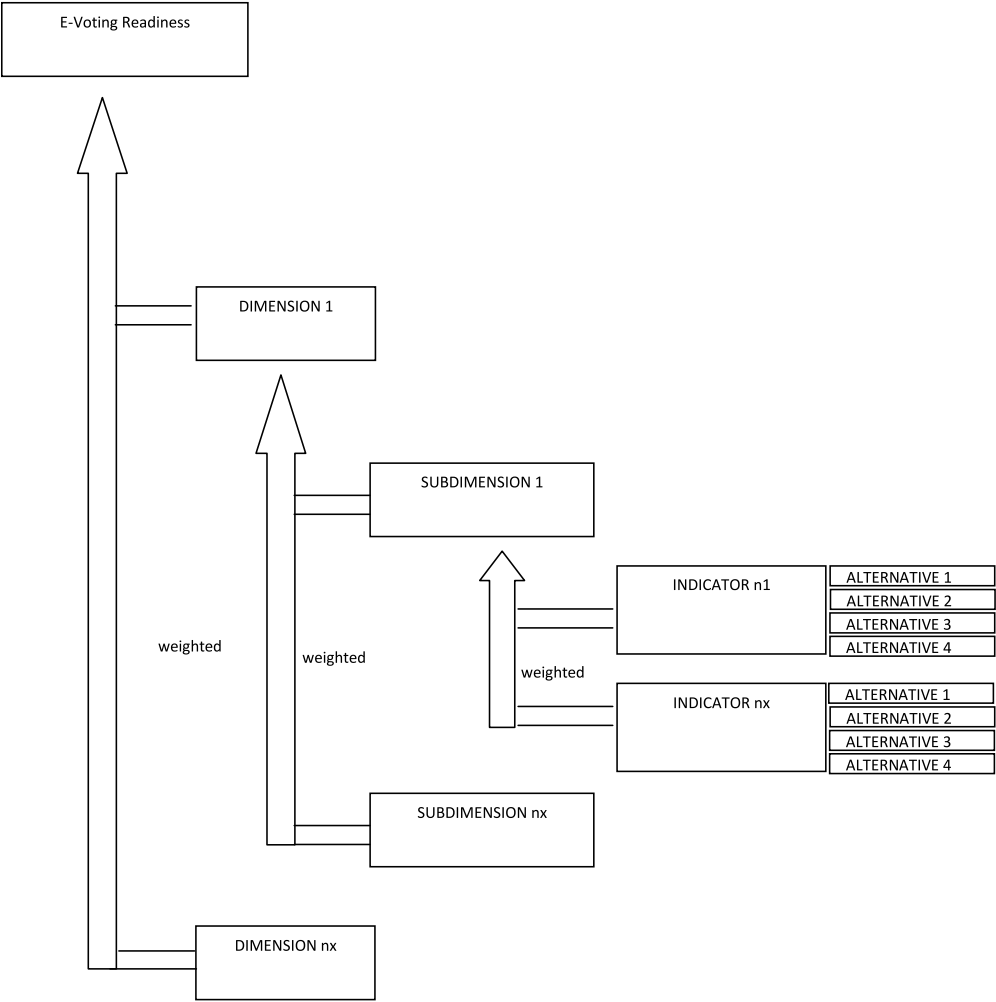 E-Voting Readiness
DIMENSION 1
SUBDIMENSION 1
INDICATOR n1
ALTERNATIVE 1
ALTERNATIVE 2
ALTERNATIVE 3
ALTERNATIVE 4
weighted
weighted
weighted
INDICATOR nx
ALTERNATIVE 1
ALTERNATIVE 2
ALTERNATIVE 3
ALTERNATIVE 4
SUBDIMENSION nx
DIMENSION nx